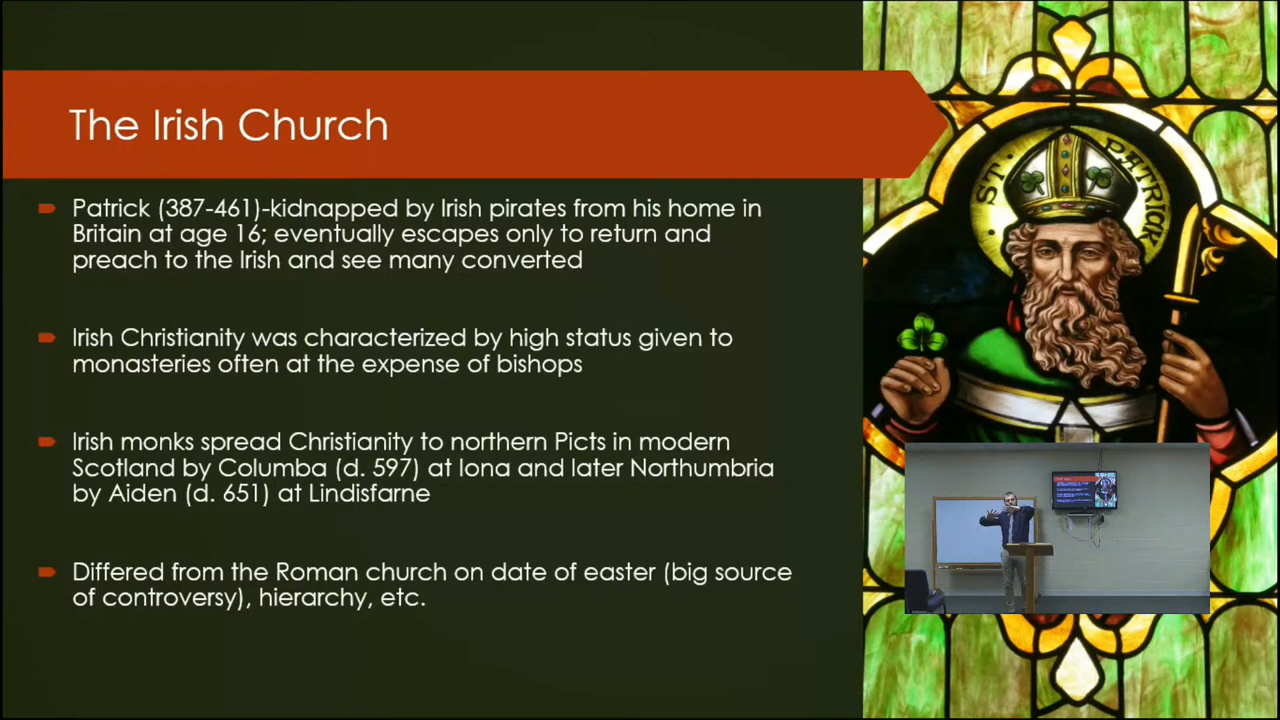 The Irish Church
Patrick (387-461)-kidnapped by Irish pirates from his home in
Britain at age 16; eventually escapes only to return and
preach to the Irish and see many converted
Irish Christianity was characterized by high status given to
monasteries often at the expense of bishops
Irish monks spread Christianity to northern Picts in modern
Scotland by Columba (d. 597) at Iona and later Northumbria
by Aiden (d. 651) at Lindisfarne
Differed from the Roman church on date of easter (big source
of controversy), hierarchy, etc.
ST. PATRICK